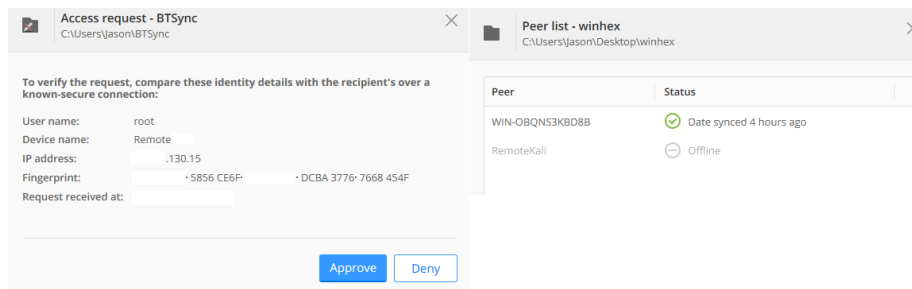 Access request - BTSync
C:\Users\Jason\BTSync
To verify the request, compare these identity details with the recipient's over a
known-secure connection:
User name: root
Device name: Remote
IP address: .130.15
Fingerprint: · 5856 CE6F· · DCBA 3776· 7668 454F
Request received at:
Approve Deny
Peer list - winhex
C:\Users\Jason\Desktop\winhex
Peer Status
WIN-OBQNS3KBD8B Date synced 4 hours ago
RemoteKali Offline